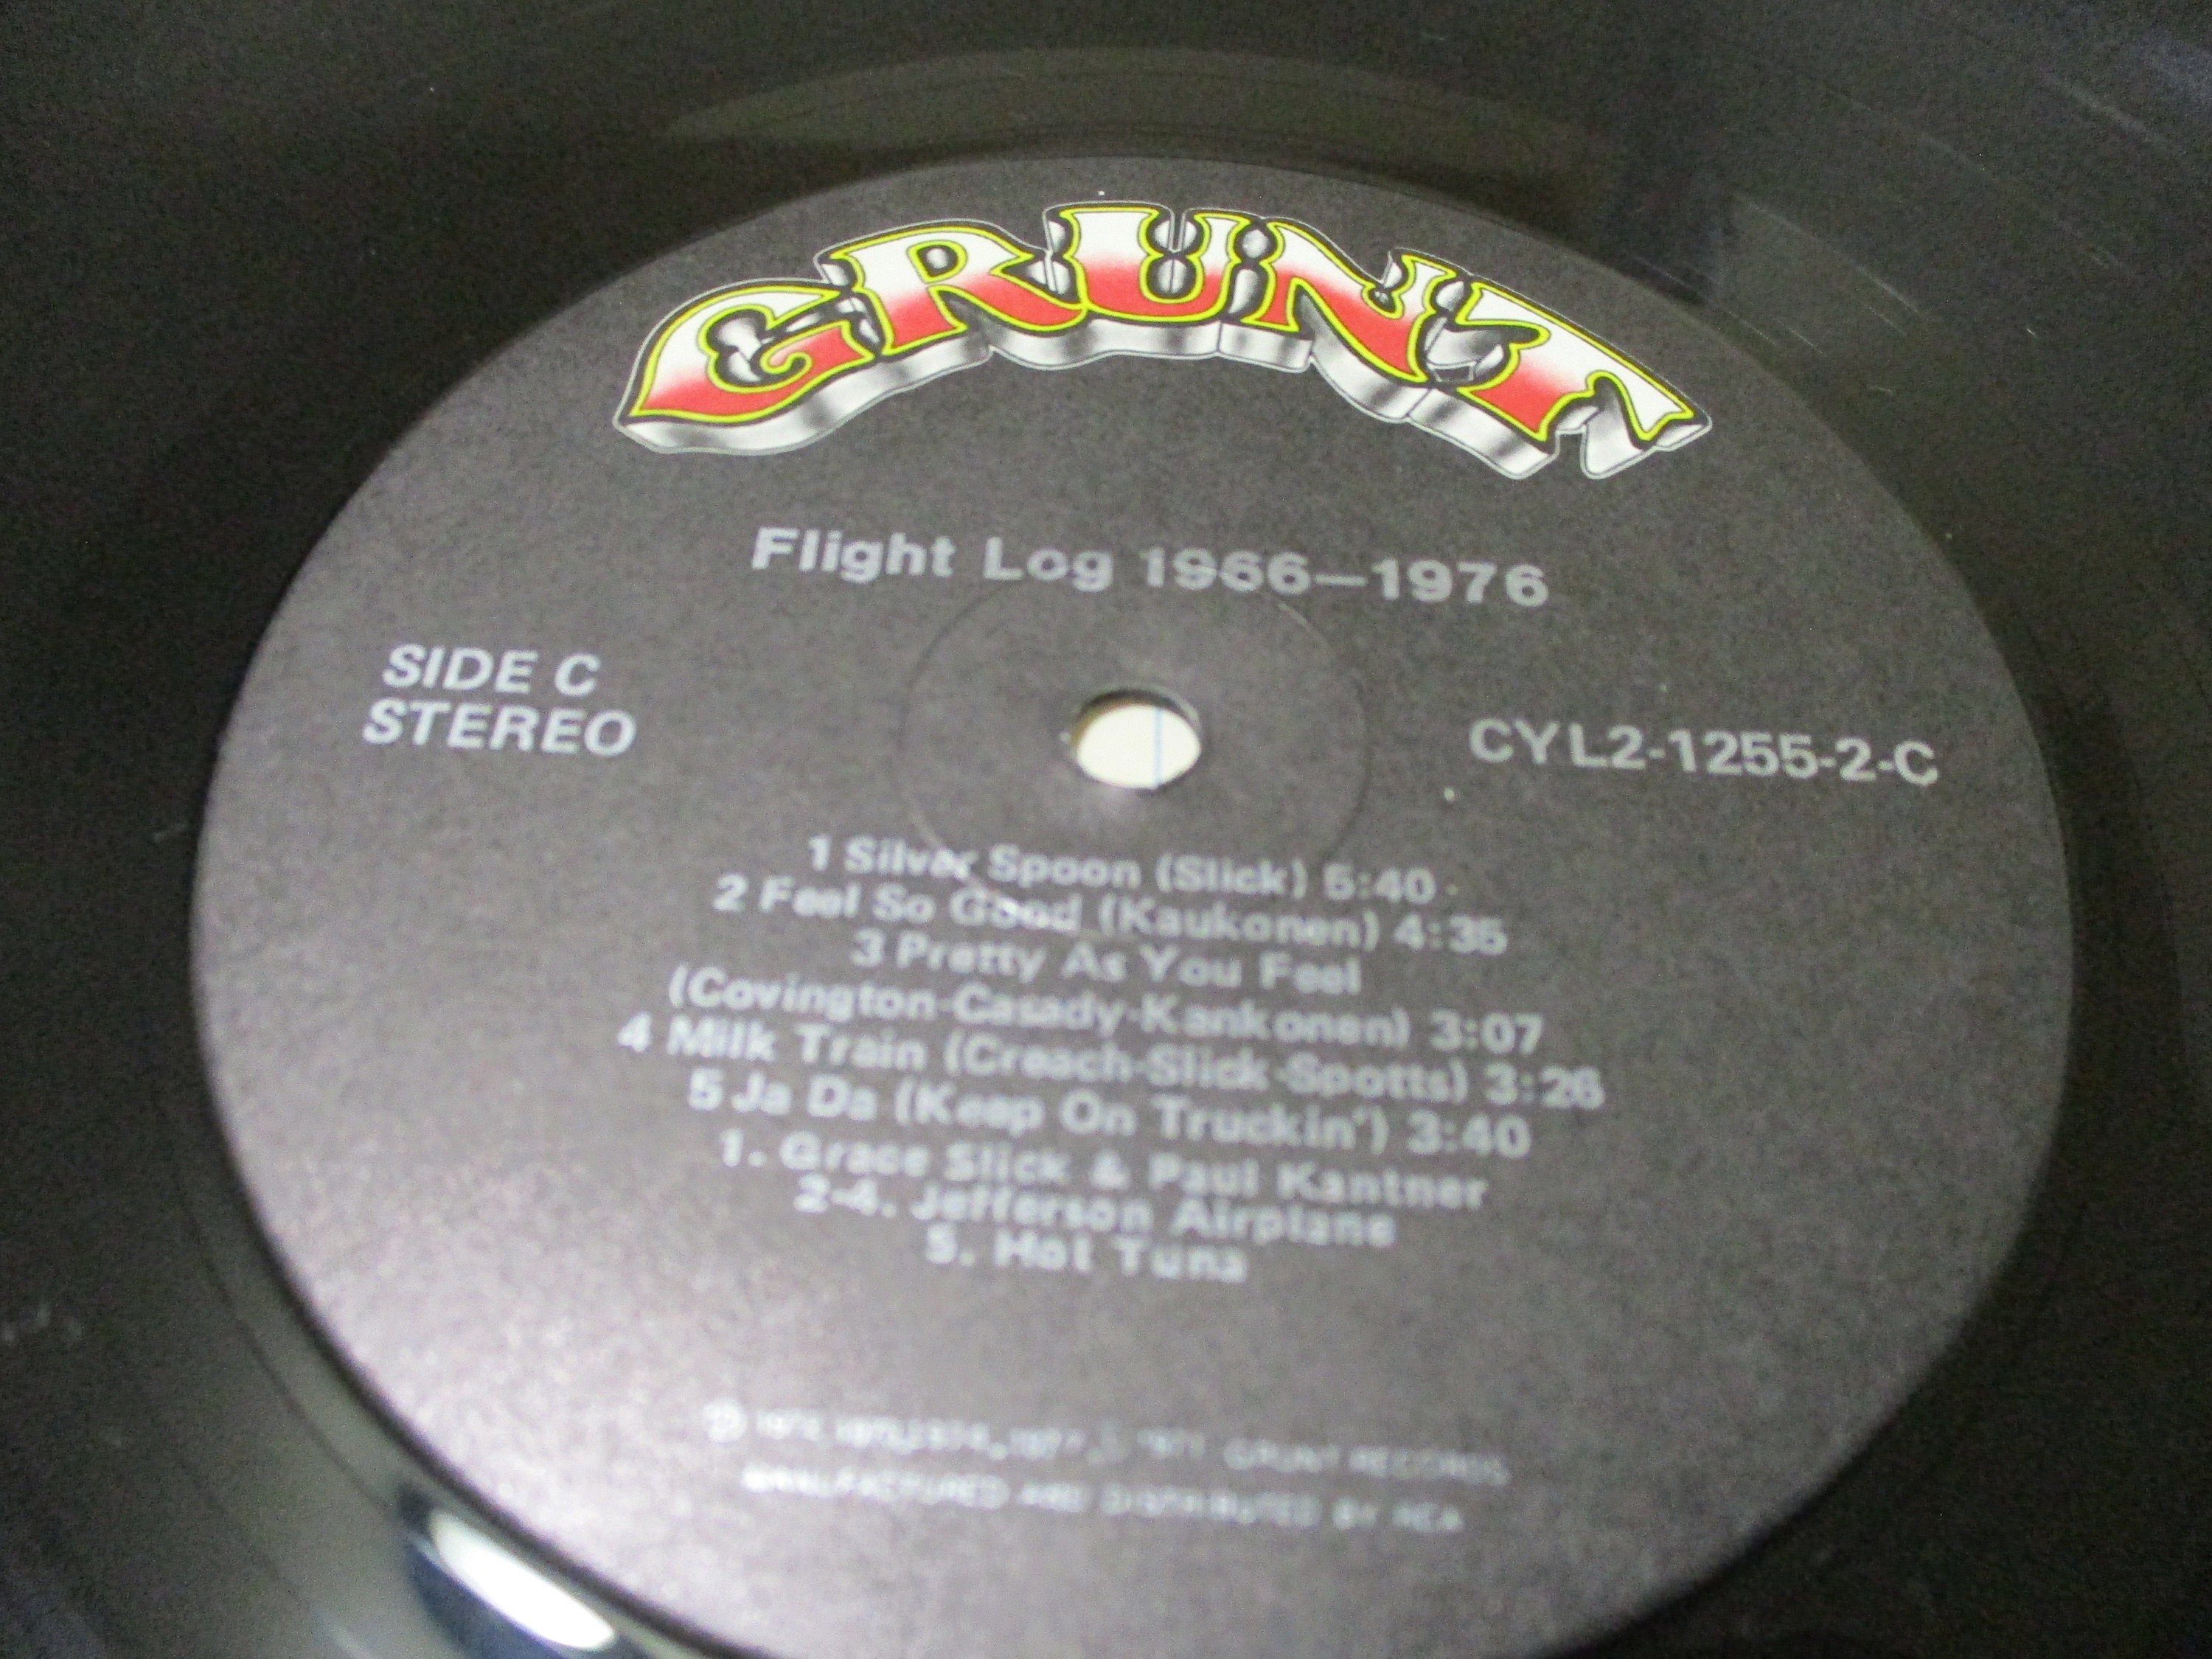 GRUNT
Flight Log 1966—1976
SIDE C
STEREO
CYL2-1255-2-C
1 Silver Spoon (Slick) 5:40
2 Feel So Good (Kaukonen) 4:35
3 Pretty As You Feel
(Covington-Casady-Kankonen) 3:07
4 Milk Train (Creach-Slick-Spotts) 3:26
5 Ja Da (Keep On Truckin') 3:40
1. Grace Slick & Paul Kantner
2-4. Jefferson Airplane
5. Hot Tuna
GRUNT RECORDS
MANUFACTURED AND DISTRIBUTED BY RCA